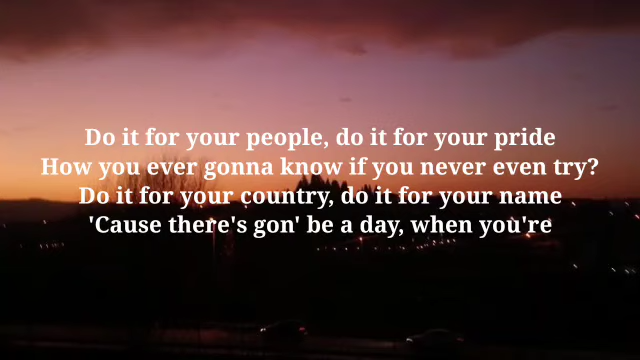 Do it for your people, do it for your pride
How you ever gonna know if you never even try?
Do it for your country, do it for your name
'Cause there's gon' be a day, when you're